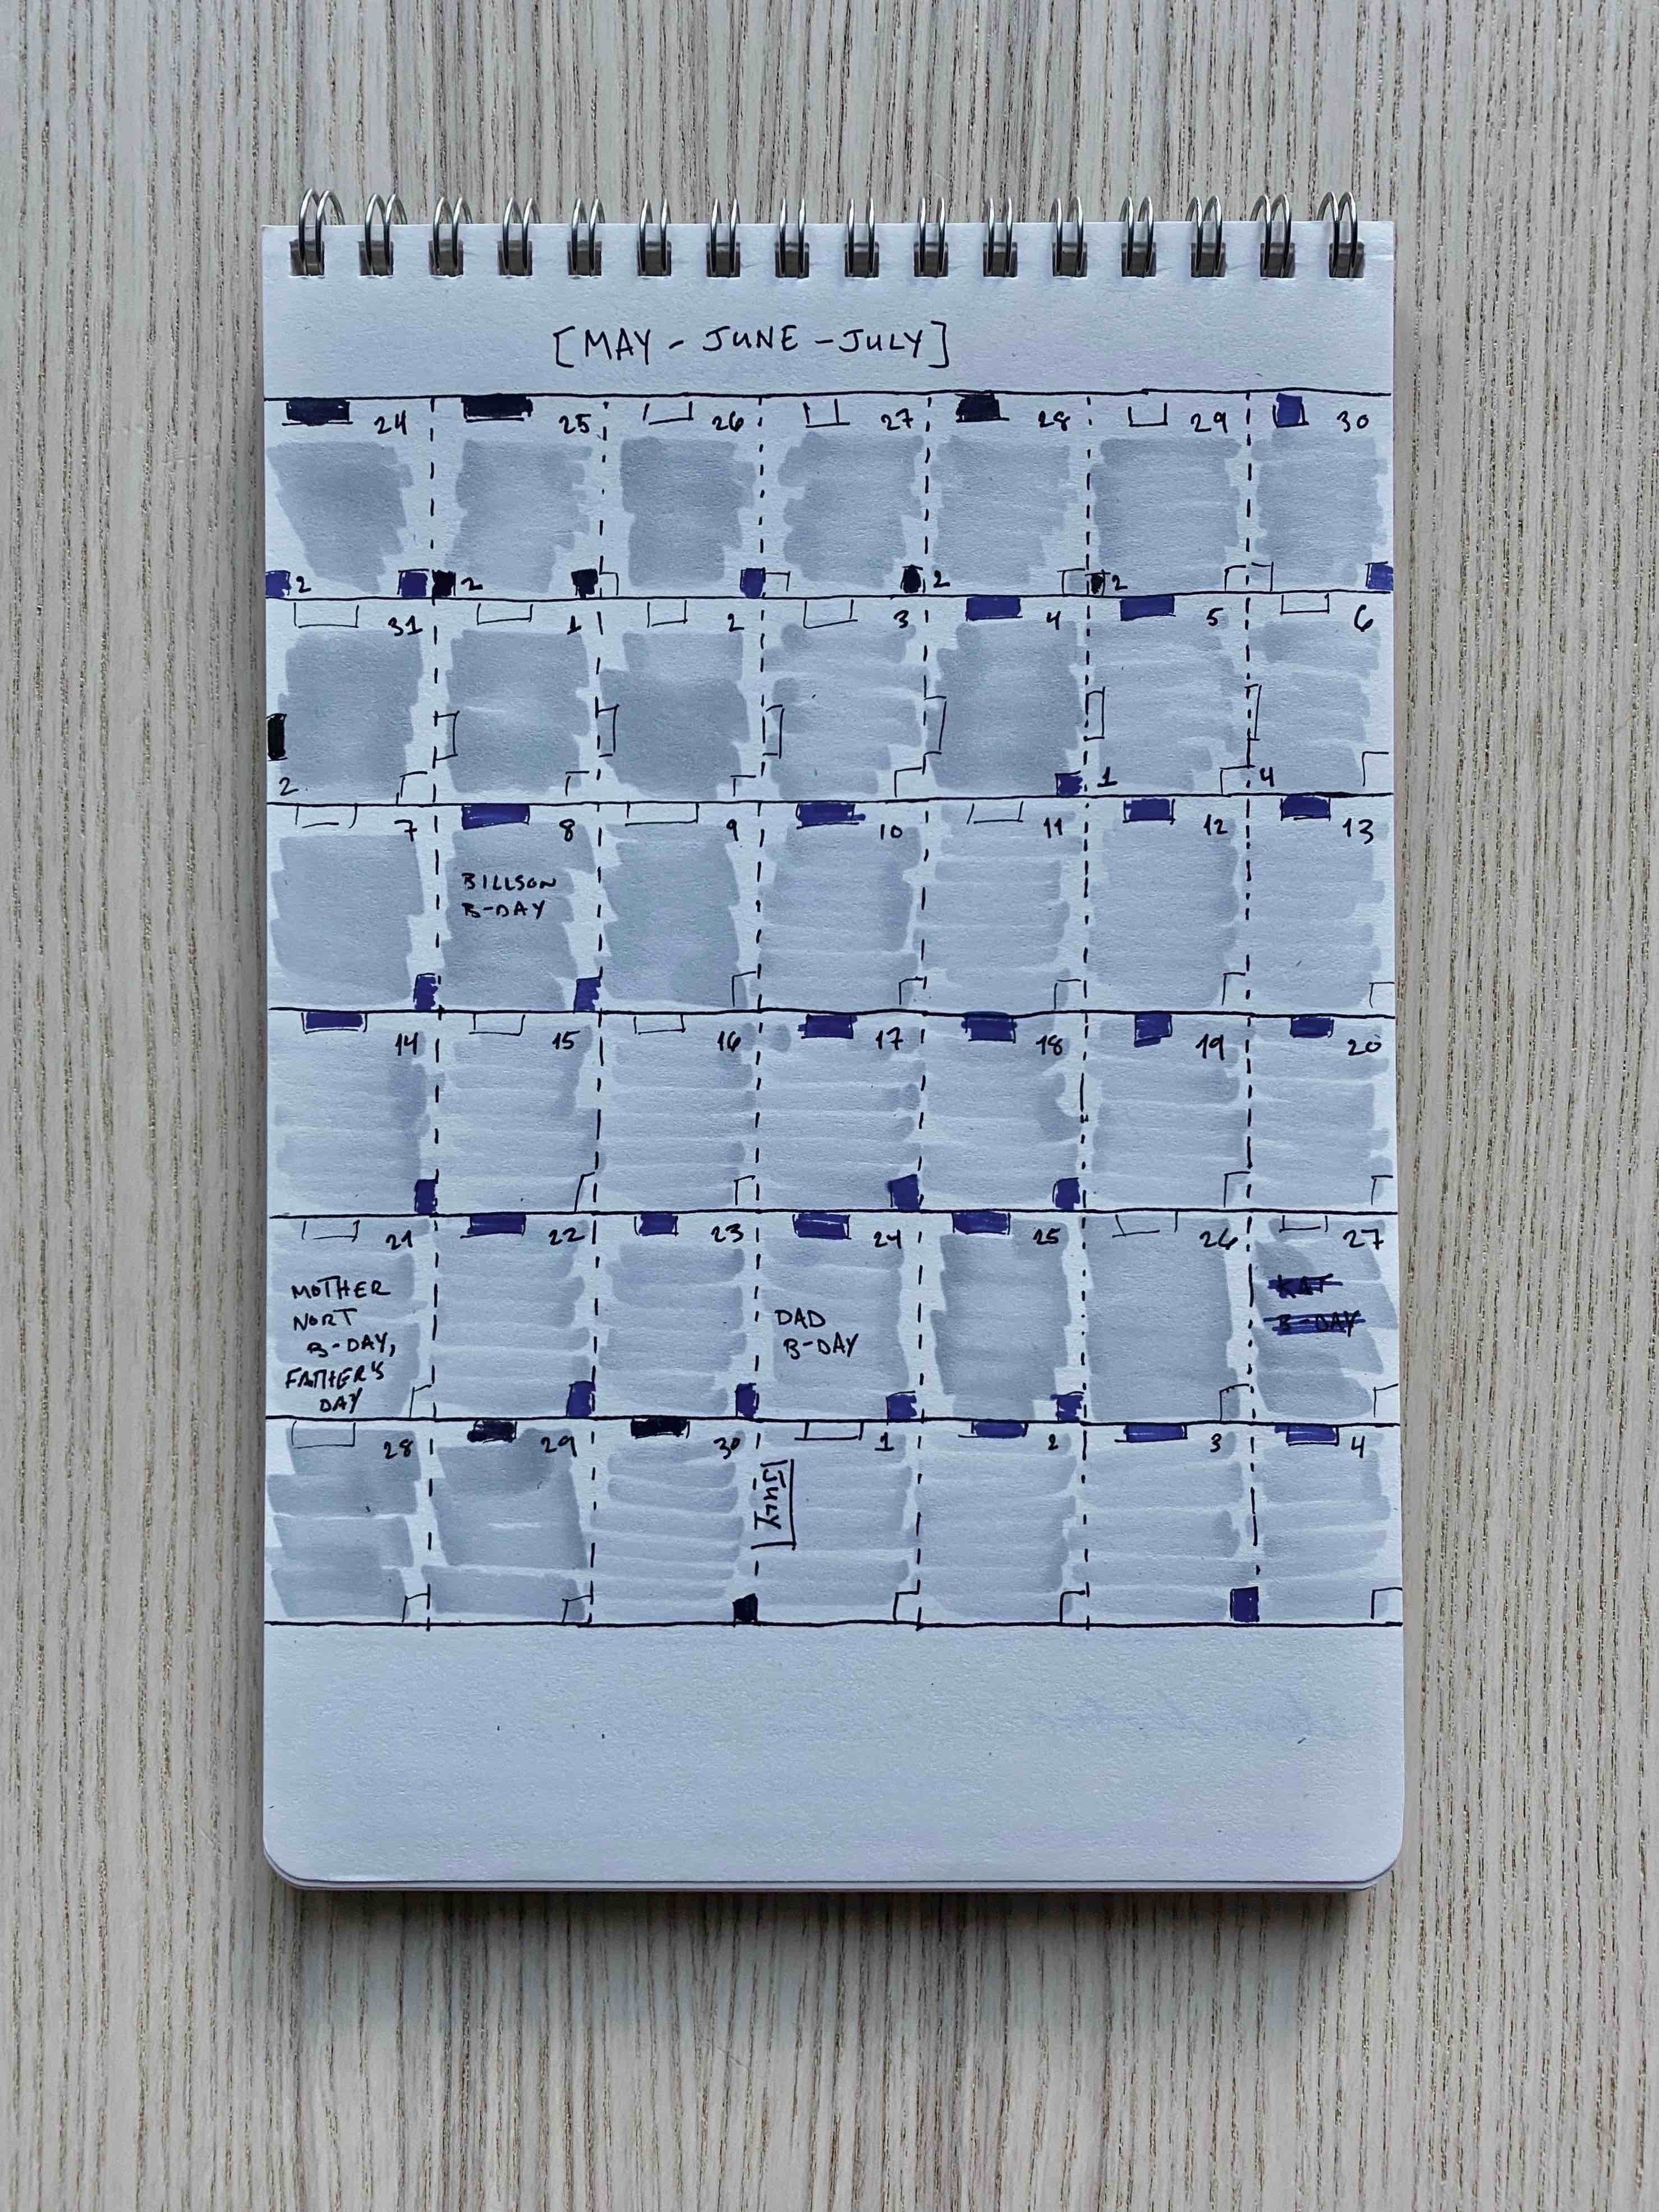 [MAY - JUNE - JULY]
24 25 26 27 28 29 30
2 2 2 2
31 1 2 3 4 5 6
2 1 4
7 8 9 10 11 12 13
BILLSON
B-DAY
14 15 16 17 18 19 20
21 22 23 24 25 26 27
MOTHER
NORT
B-DAY,
FATHER'S
DAY
DAD
B-DAY
KAT
B-DAY
28 29 30 1 2 3 4
JULY